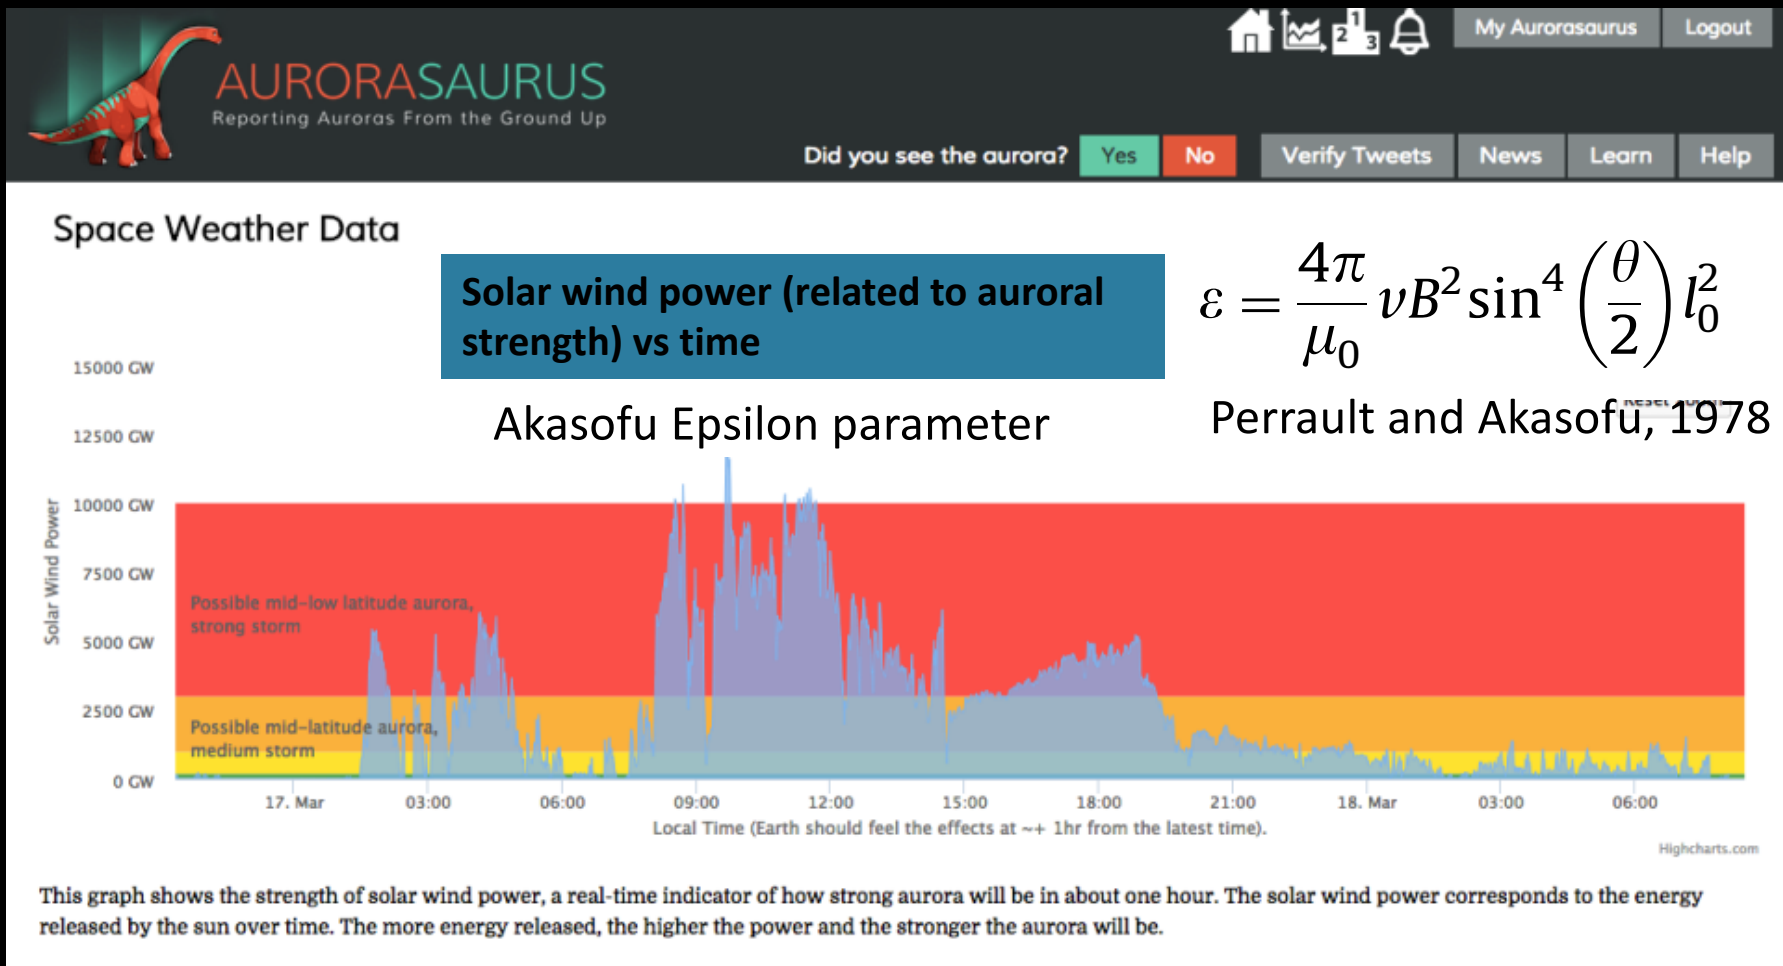 My Aurorasaurus
Logout
AURORASAURUS
Reporting Auroras From the Ground Up
Did you see the aurora?
Yes
No
Verify Tweets
News
Learn
Help
Space Weather Data
Solar wind power (related to auroral
strength) vs time
ε = 4π/μ₀ νB² sin⁴(θ/2) l₀²
Akasofu Epsilon parameter
Perrault and Akasofu, 1978
15000 GW
12500 GW
10000 GW
7500 GW
5000 GW
2500 GW
0 GW
Solar Wind Power
Possible mid-low latitude aurora,
strong storm
Possible mid-latitude aurora,
medium storm
17. Mar
03:00
06:00
09:00
12:00
15:00
18:00
21:00
18. Mar
03:00
06:00
Local Time (Earth should feel the effects at ~+ 1hr from the latest time).
Highcharts.com
This graph shows the strength of solar wind power, a real-time indicator of how strong aurora will be in about one hour. The solar wind power corresponds to the energy
released by the sun over time. The more energy released, the higher the power and the stronger the aurora will be.